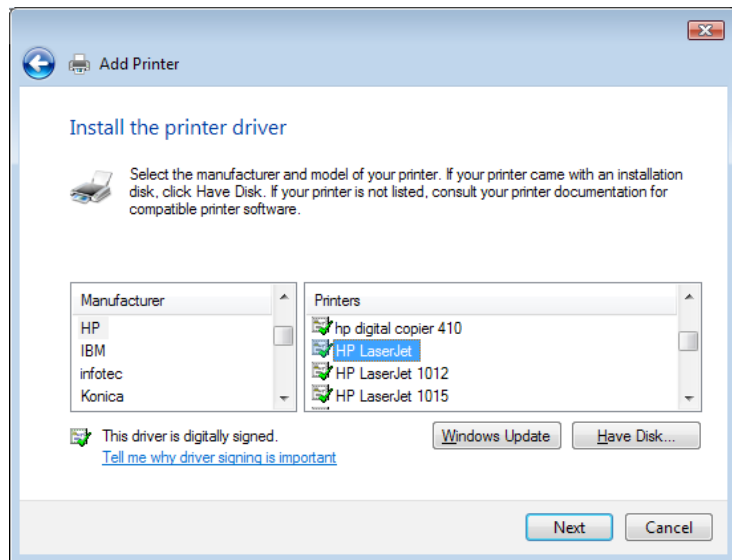 Add Printer
Install the printer driver
Select the manufacturer and model of your printer. If your printer came with an installation
disk, click Have Disk. If your printer is not listed, consult your printer documentation for
compatible printer software.
Manufacturer
HP
IBM
infotec
Konica
Printers
hp digital copier 410
HP LaserJet
HP LaserJet 1012
HP LaserJet 1015
This driver is digitally signed.
Tell me why driver signing is important
Windows Update
Have Disk...
Next
Cancel